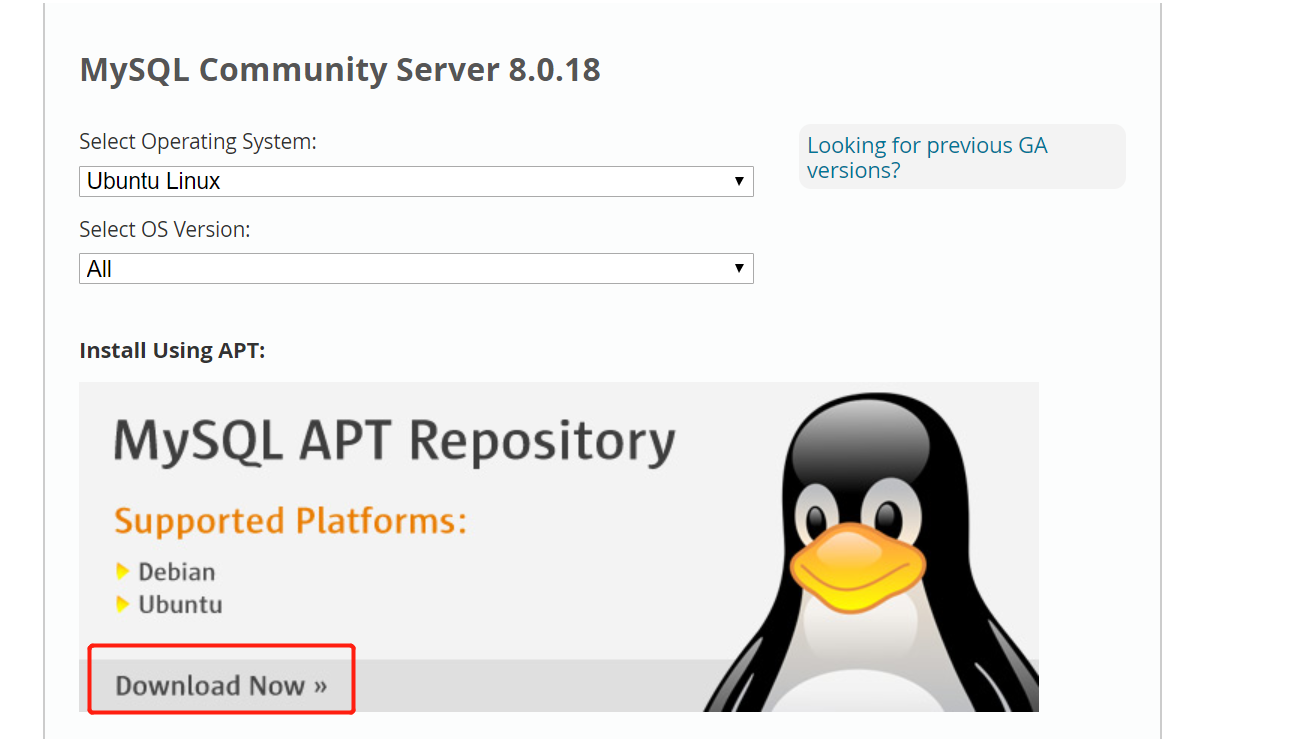 MySQL Community Server 8.0.18
Select Operating System:
Looking for previous GA
versions?
Ubuntu Linux
Select OS Version:
All
Install Using APT:
MySQL APT Repository
Supported Platforms:
Debian
Ubuntu
Download Now »